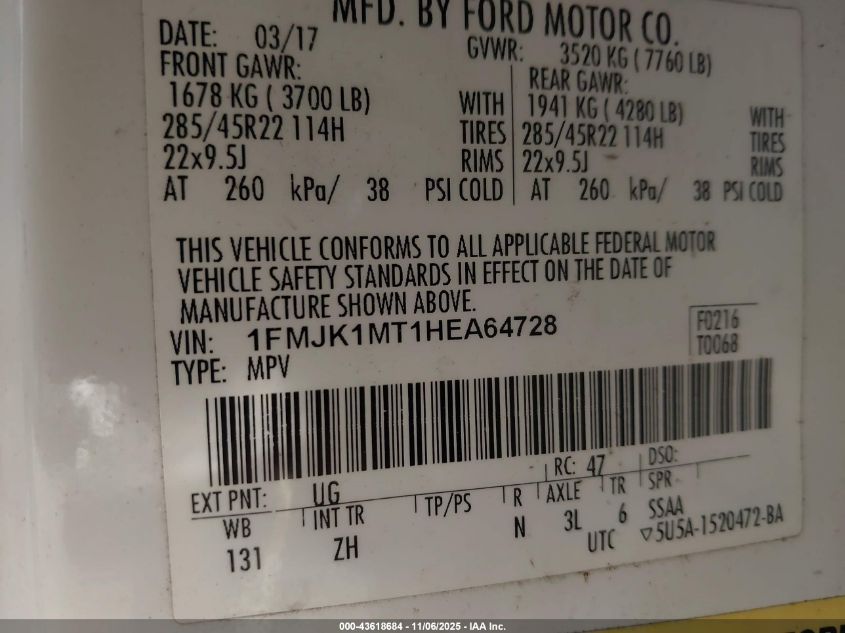 MFD. BY FORD MOTOR CO.
DATE: 03/17 GVWR: 3520 KG ( 7760 LB)
FRONT GAWR: REAR GAWR:
1678 KG ( 3700 LB) WITH 1941 KG ( 4280 LB) WITH
285/45R22 114H TIRES 285/45R22 114H TIRES
22x9.5J RIMS 22x9.5J RIMS
AT 260 kPa/ 38 PSI COLD AT 260 kPa/ 38 PSI COLD
THIS VEHICLE CONFORMS TO ALL APPLICABLE FEDERAL MOTOR
VEHICLE SAFETY STANDARDS IN EFFECT ON THE DATE OF
MANUFACTURE SHOWN ABOVE.
VIN: 1FMJK1MT1HEA64728 F0216
TYPE: MPV T0068
EXT PNT: UG RC: 47 DSO:
WB INT TR TP/PS R AXLE TR SPR
131 ZH N 3L 6 SSAA
UTC ▽5U5A-1520472-BA
000-43618684 - 11/06/2025 - IAA Inc.